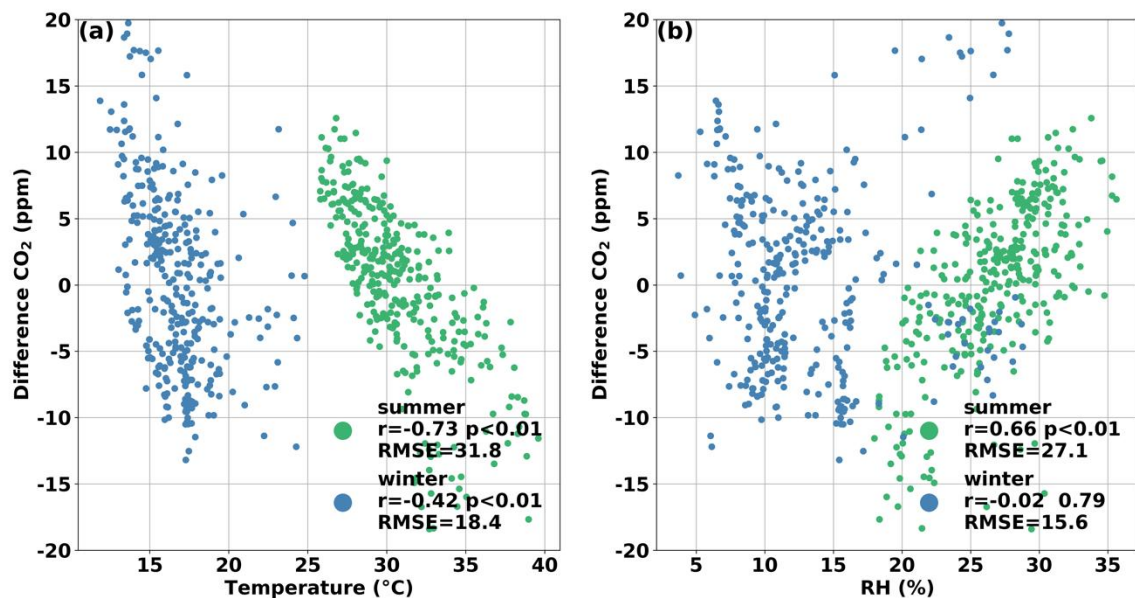 (a)
Difference CO₂ (ppm)
20
15
10
5
0
-5
-10
-15
-20
summer
r=-0.73 p<0.01
RMSE=31.8
winter
r=-0.42 p<0.01
RMSE=18.4
15 20 25 30 35 40
Temperature (°C)
(b)
Difference CO₂ (ppm)
20
15
10
5
0
-5
-10
-15
-20
summer
r=0.66 p<0.01
RMSE=27.1
winter
r=-0.02 0.79
RMSE=15.6
5 10 15 20 25 30 35
RH (%)